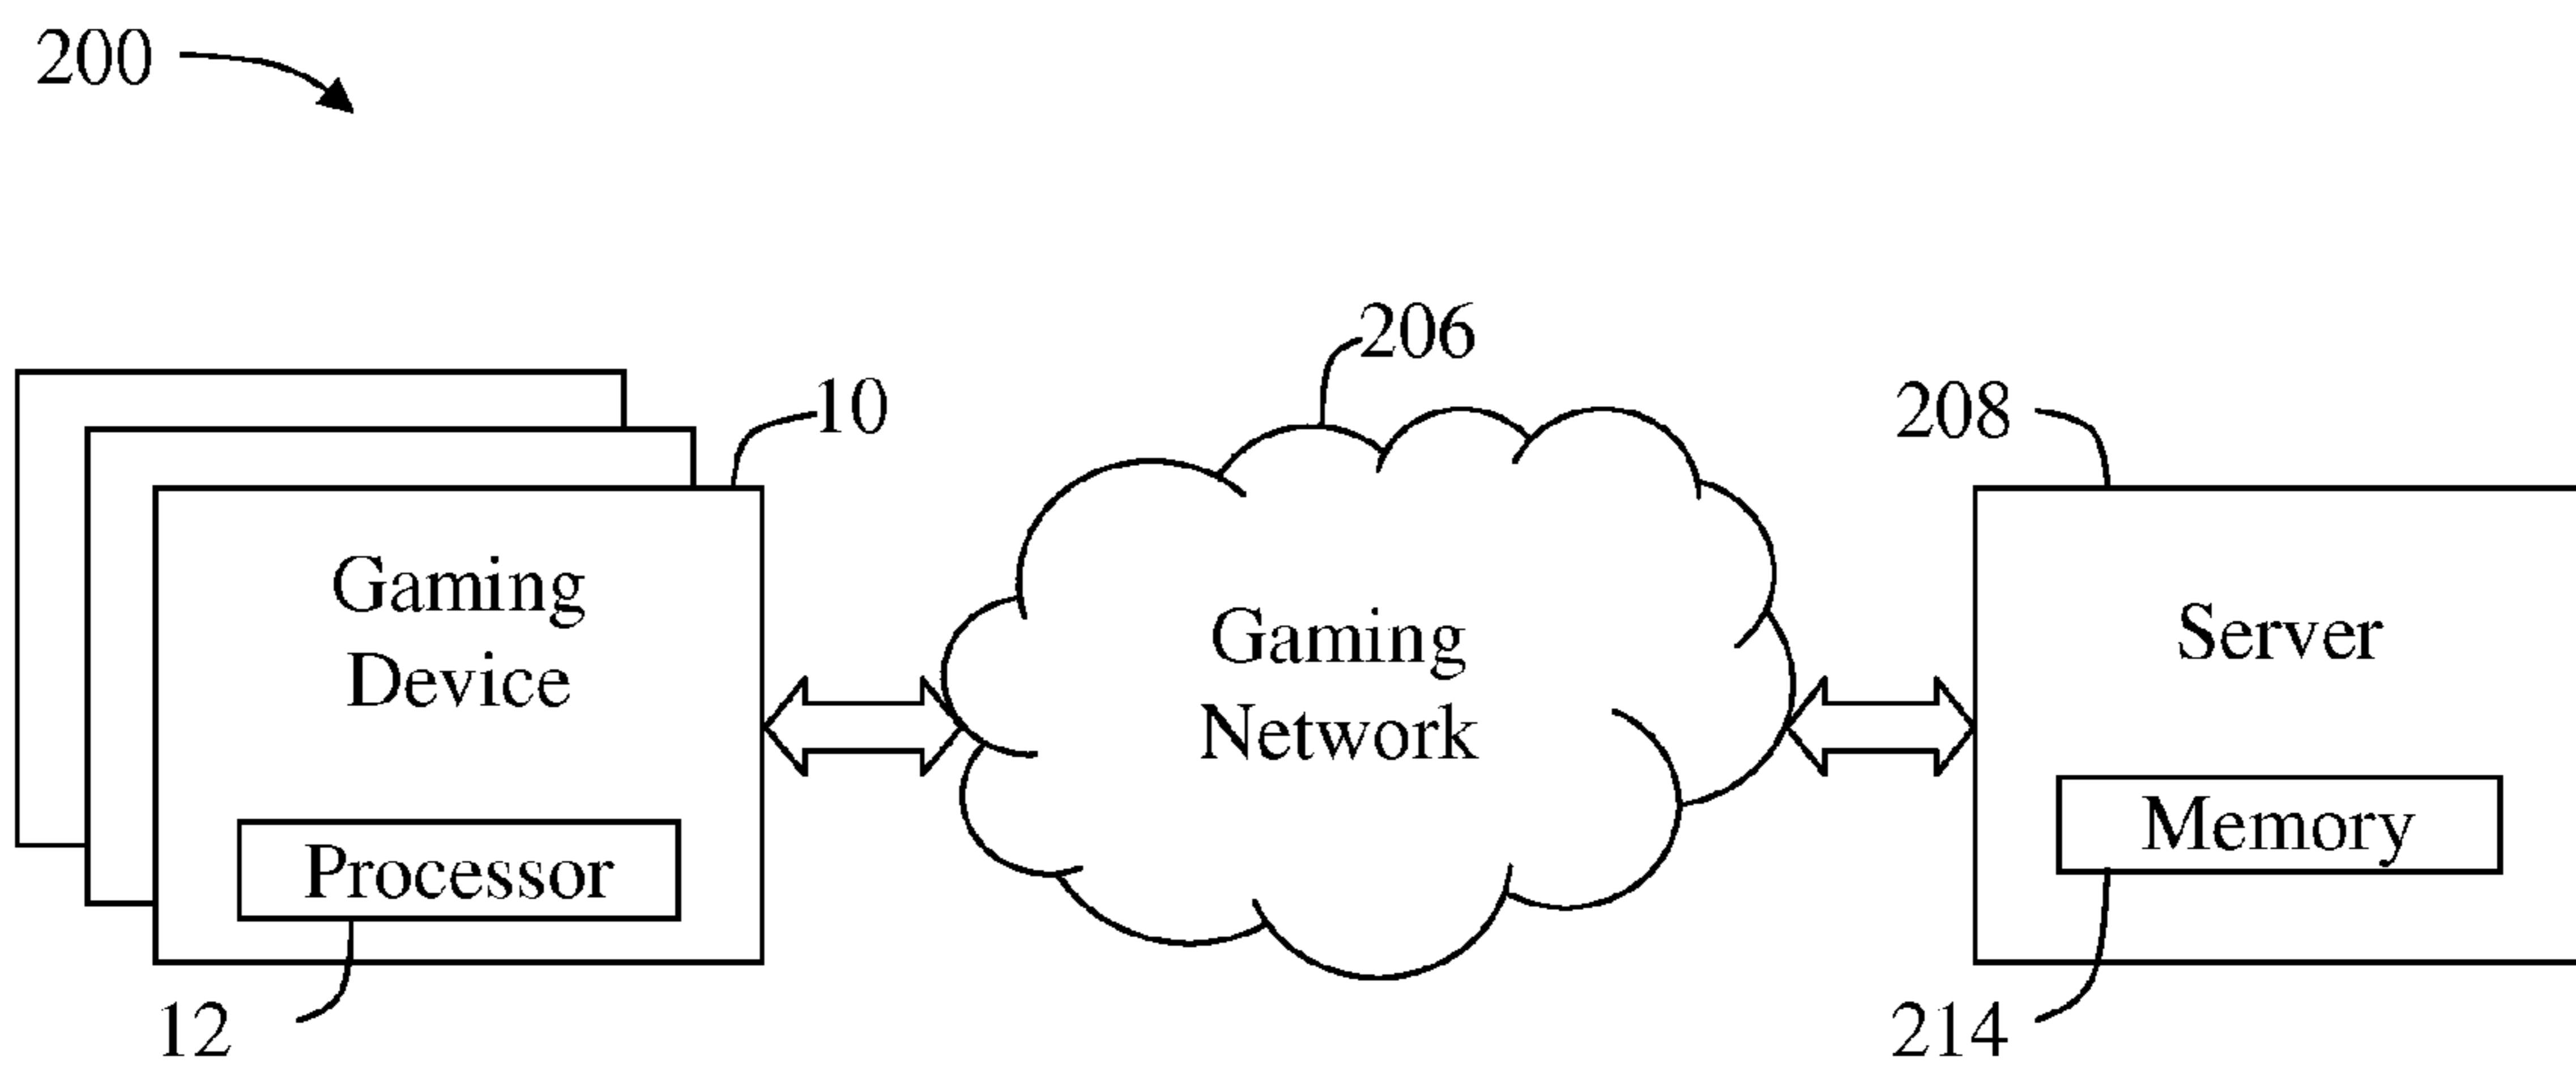 200
206
10
208
Gaming
Device
Gaming
Network
Server
Processor
Memory
12
214